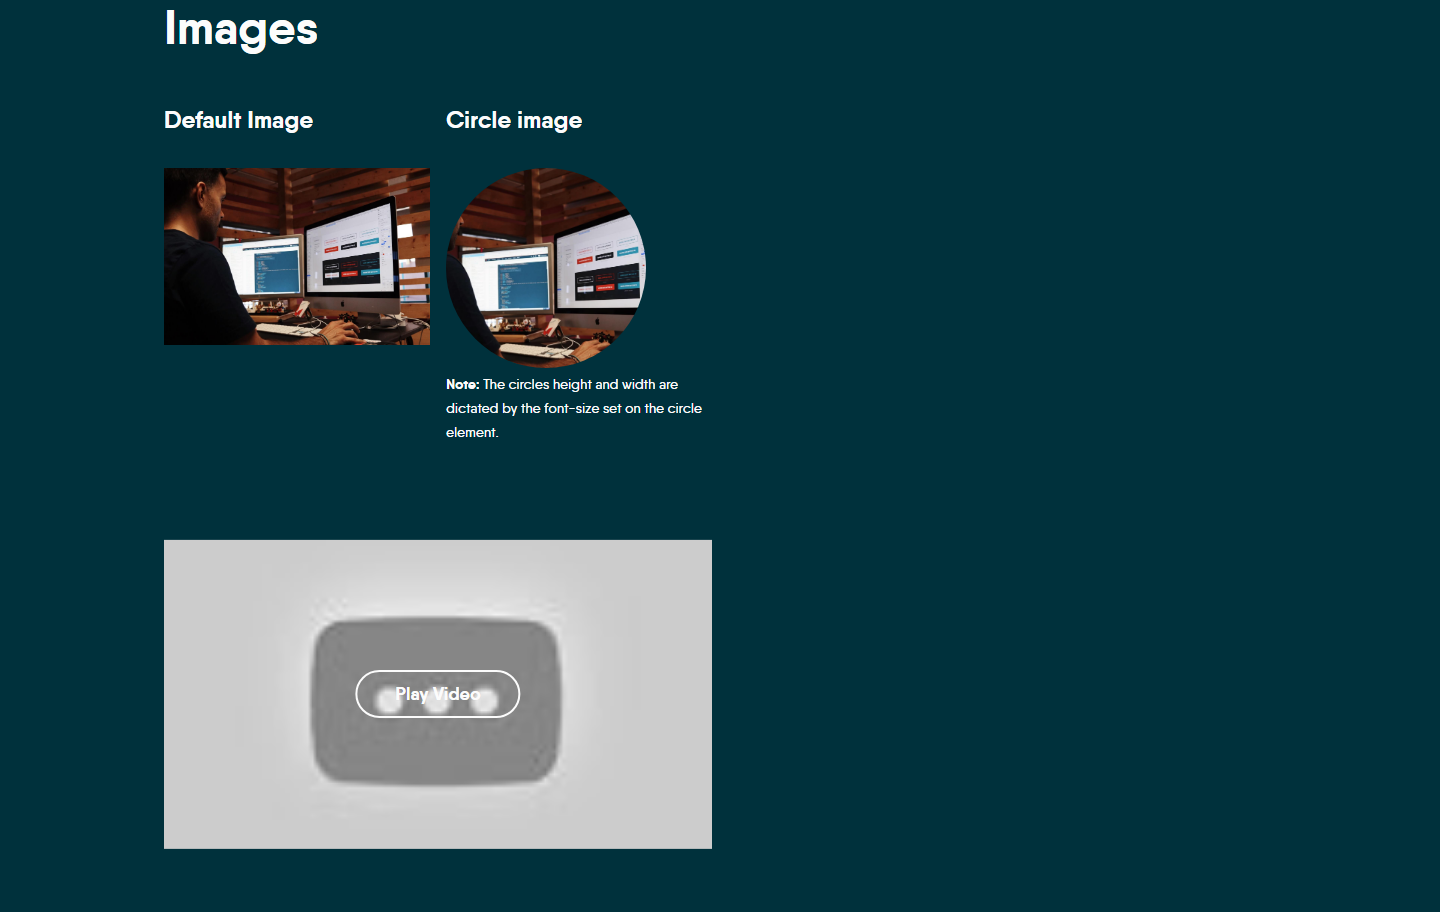 Images
Default Image
Circle image
Note: The circles height and width are
dictated by the font-size set on the circle
element.
Play Video